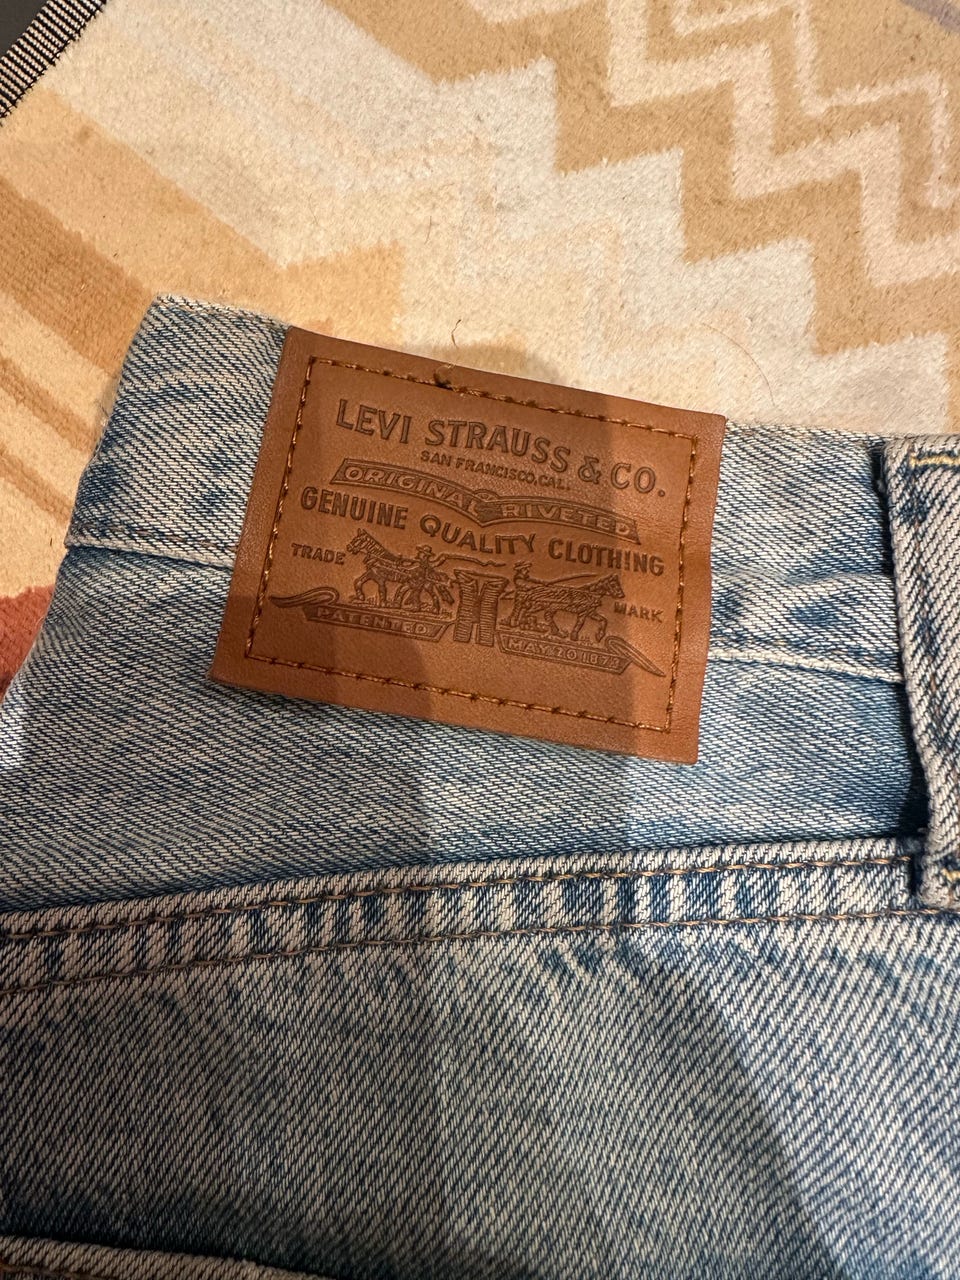 LEVI STRAUSS & CO.
SAN FRANCISCO, CAL.
ORIGINAL RIVETED
GENUINE QUALITY CLOTHING
TRADE MARK
PATENTED MAY 20 1873